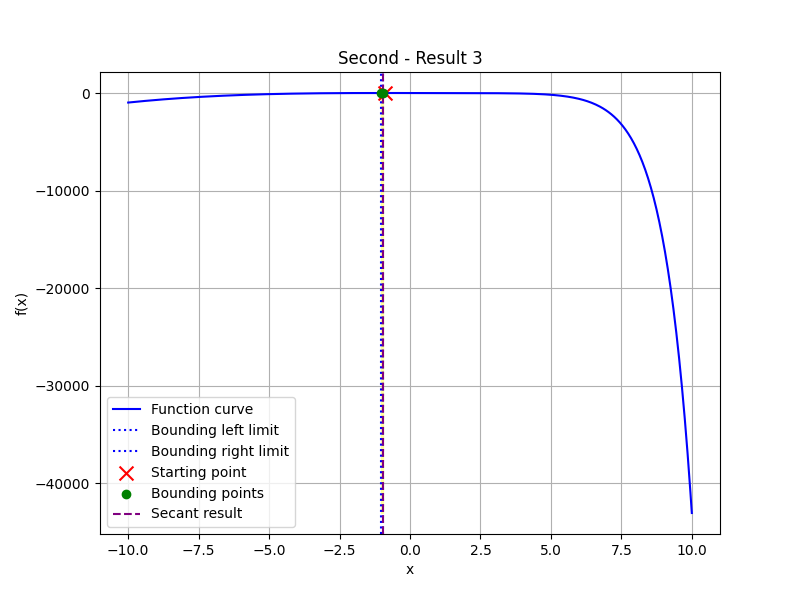 Second - Result 3
f(x)
0
−10000
−20000
−30000
−40000
Function curve
Bounding left limit
Bounding right limit
Starting point
Bounding points
Secant result
−10.0 −7.5 −5.0 −2.5 0.0 2.5 5.0 7.5 10.0
x